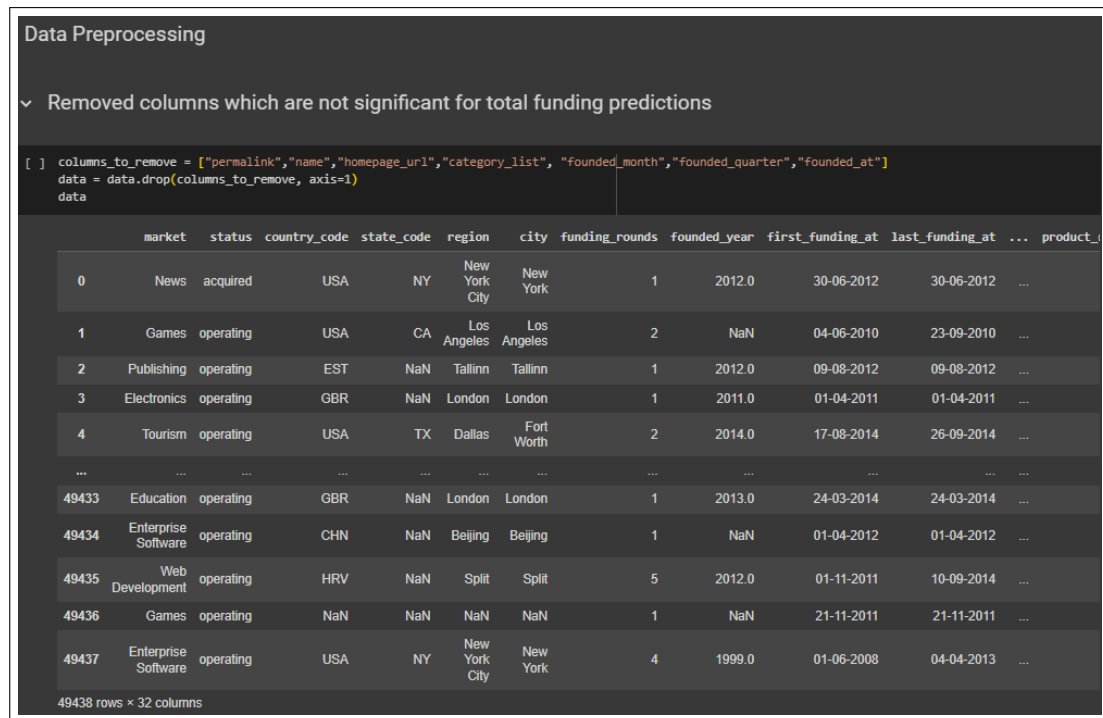 Data Preprocessing
Removed columns which are not significant for total funding predictions
[ ] columns_to_remove = ["permalink","name","homepage_url","category_list", "founded_month","founded_quarter","founded_at"]
data = data.drop(columns_to_remove, axis=1)
data
market status country_code state_code region city funding_rounds founded_year first_funding_at last_funding_at ...
0 News acquired USA NY New York City New York 1 2012.0 30-06-2012 30-06-2012 ...
1 Games operating USA CA Los Angeles Los Angeles 2 NaN 04-06-2010 23-09-2010 ...
2 Publishing operating EST NaN Tallinn Tallinn 1 2012.0 09-08-2012 09-08-2012 ...
3 Electronics operating GBR NaN London London 1 2011.0 01-04-2011 01-04-2011 ...
4 Tourism operating USA TX Dallas Fort Worth 2 2014.0 17-08-2014 26-09-2014 ...
... ... ... ... ... ... ... ... ... ... ... ...
49433 Education operating GBR NaN London London 1 2013.0 24-03-2014 24-03-2014 ...
49434 Enterprise Software operating CHN NaN Beijing Beijing 1 NaN 01-04-2012 01-04-2012 ...
49435 Web Development operating HRV NaN Split Split 5 2012.0 01-11-2011 10-09-2014 ...
49436 Games operating NaN NaN NaN NaN 1 NaN 21-11-2011 21-11-2011 ...
49437 Enterprise Software operating USA NY New York City New York 4 1999.0 01-06-2008 04-04-2013 ...
49438 rows × 32 columns